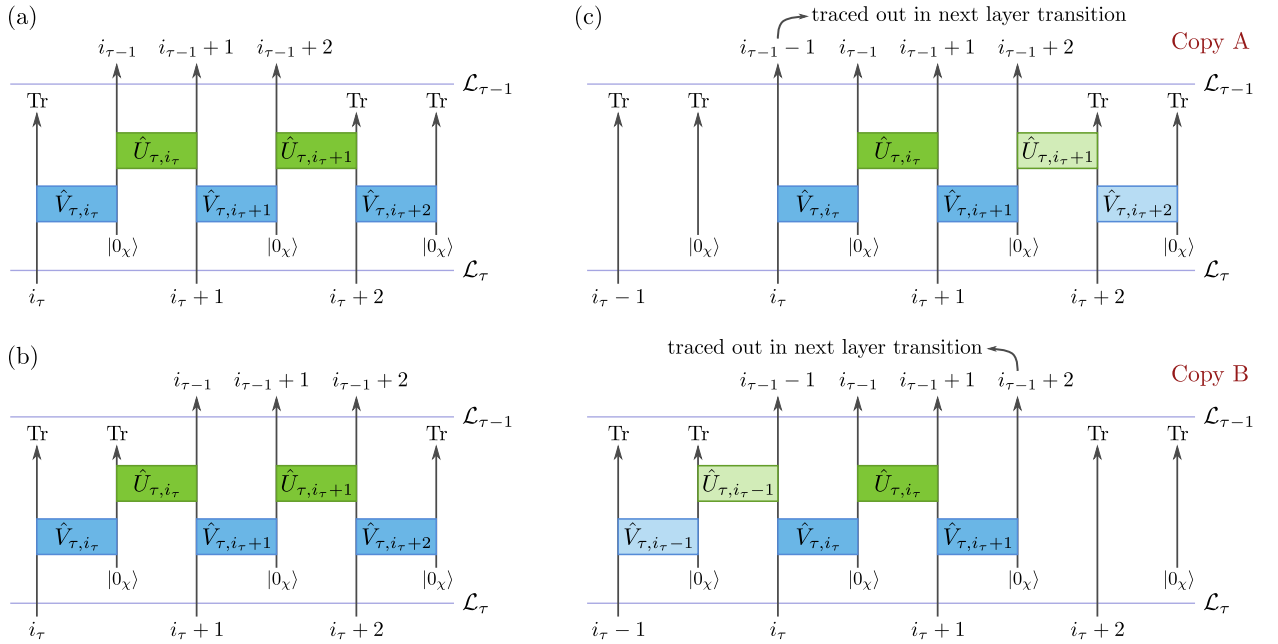 (a)
i_{τ−1} i_{τ−1} + 1 i_{τ−1} + 2
ℒ_{τ−1}
Tr Tr Tr
Û_{τ,i_τ} Û_{τ,i_τ+1}
V̂_{τ,i_τ} V̂_{τ,i_τ+1} V̂_{τ,i_τ+2}
|0_χ⟩ |0_χ⟩ |0_χ⟩
ℒ_τ
i_τ i_τ + 1 i_τ + 2
(b)
i_{τ−1} i_{τ−1} + 1 i_{τ−1} + 2
ℒ_{τ−1}
Tr Tr Tr
Û_{τ,i_τ} Û_{τ,i_τ+1}
V̂_{τ,i_τ} V̂_{τ,i_τ+1} V̂_{τ,i_τ+2}
|0_χ⟩ |0_χ⟩ |0_χ⟩
ℒ_τ
i_τ i_τ + 1 i_τ + 2
(c)
traced out in next layer transition
Copy A
i_{τ−1} − 1 i_{τ−1} i_{τ−1} + 1 i_{τ−1} + 2
ℒ_{τ−1}
Tr Tr Tr Tr
Û_{τ,i_τ} Û_{τ,i_τ+1}
V̂_{τ,i_τ} V̂_{τ,i_τ+1} V̂_{τ,i_τ+2}
|0_χ⟩ |0_χ⟩ |0_χ⟩ |0_χ⟩
ℒ_τ
i_τ − 1 i_τ i_τ + 1 i_τ + 2
traced out in next layer transition
Copy B
i_{τ−1} − 1 i_{τ−1} i_{τ−1} + 1 i_{τ−1} + 2
ℒ_{τ−1}
Tr Tr Tr Tr
Û_{τ,i_τ−1} Û_{τ,i_τ}
V̂_{τ,i_τ−1} V̂_{τ,i_τ} V̂_{τ,i_τ+1}
|0_χ⟩ |0_χ⟩ |0_χ⟩ |0_χ⟩
ℒ_τ
i_τ − 1 i_τ i_τ + 1 i_τ + 2